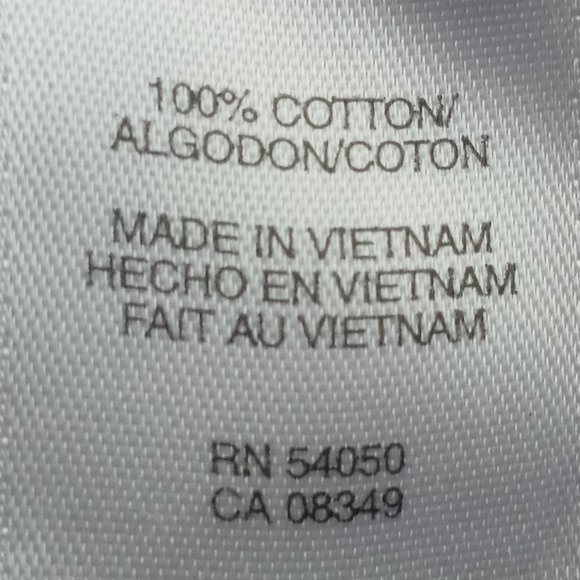 100% COTTON/
ALGODON/COTON
MADE IN VIETNAM
HECHO EN VIETNAM
FAIT AU VIETNAM
RN 54050
CA 08349